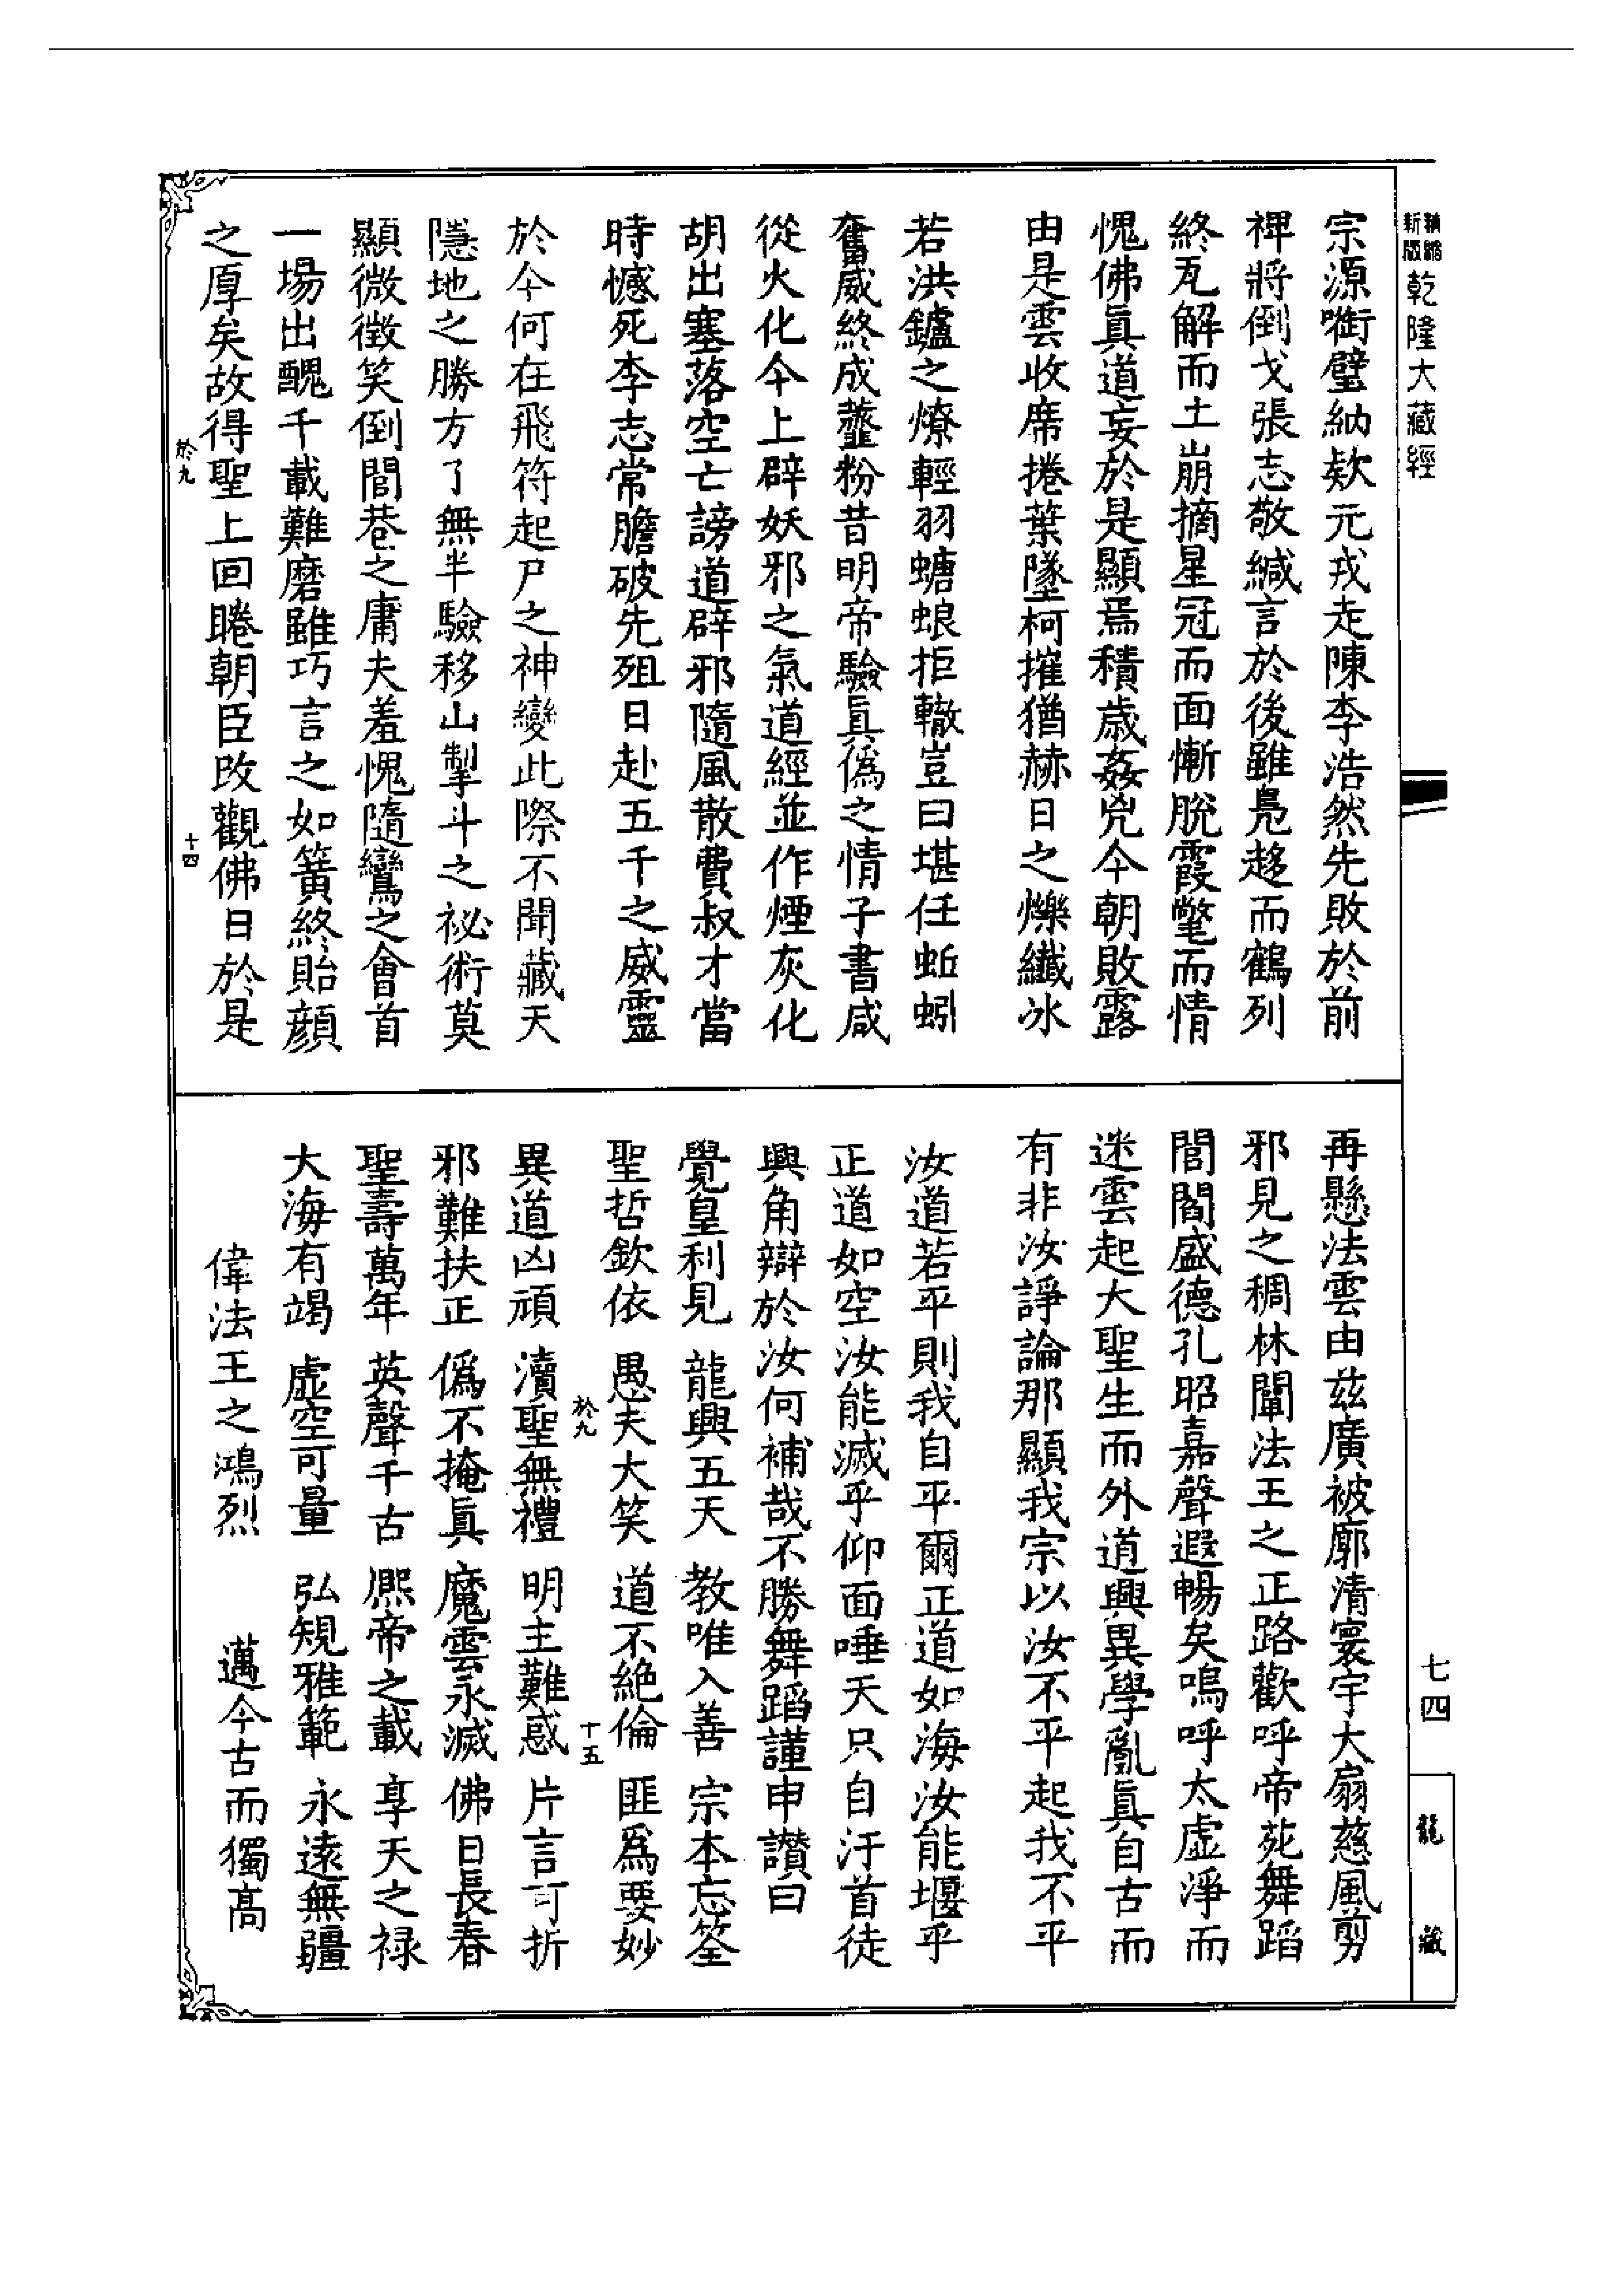 精縮
新版
乾隆大藏經
宗源㘅璧納欵元戎走陳李浩然先敗於前
禆將倒戈張志敬緘言於後雖鳧趍而鶴列
終瓦解而土崩摘星冠而面慚脫霞氅而情
愧佛眞道妄於是顯焉積歲姦兇今朝敗露
由是雲收席捲葉墜柯摧猶赫日之爍纖冰
若洪鑪之燎輕羽螗蜋拒轍豈曰堪任蚯蚓
奮威終成虀粉昔明帝驗眞僞之情子書咸
從火化今上辟妖邪之氣道經並作煙灰化
胡出塞落空亡謗道辟邪隨風散費叔才當
時憾死李志常膽破先殂日赴五千之威靈
於今何在飛符起尸之神變此際不聞藏天
隱地之勝方了無半驗移山掣斗之祕術莫
顯微徵笑倒閭巷之庸夫羞愧隨鸞之會首
一場出醜千載難磨雖巧言之如簧終貽顏
之厚矣故得聖上回睠朝臣改觀佛日於是
於九
十四
再懸法雲由茲廣被廓清寰宇大扇慈風剪
邪見之稠林闡法王之正路歡呼帝苑舞蹈
閭閻盛德孔昭嘉聲遐暢矣嗚呼太虛淨而
迷雲起大聖生而外道興異學亂眞自古而
有非汝諍論那顯我宗以汝不平起我不平
汝道若平則我自平爾正道如海汝能堰乎
正道如空汝能滅乎仰面唾天只自汙首徒
興角辯於汝何補哉不勝舞蹈謹申讚曰
覺皇利見　龍興五天　教唯入善　宗本忘筌
聖哲欽依　愚夫大笑　道不絶倫　匪爲要妙
於九
十五
異道凶頑　瀆聖無禮　明主難惑　片言可折
邪難扶正　僞不掩眞　魔雲永滅　佛日長春
聖壽萬年　英聲千古　熈帝之載　享天之祿
大海有竭　虛空可量　弘規雅範　永遠無疆
偉法王之鴻烈　邁今古而獨高
七四
龍藏